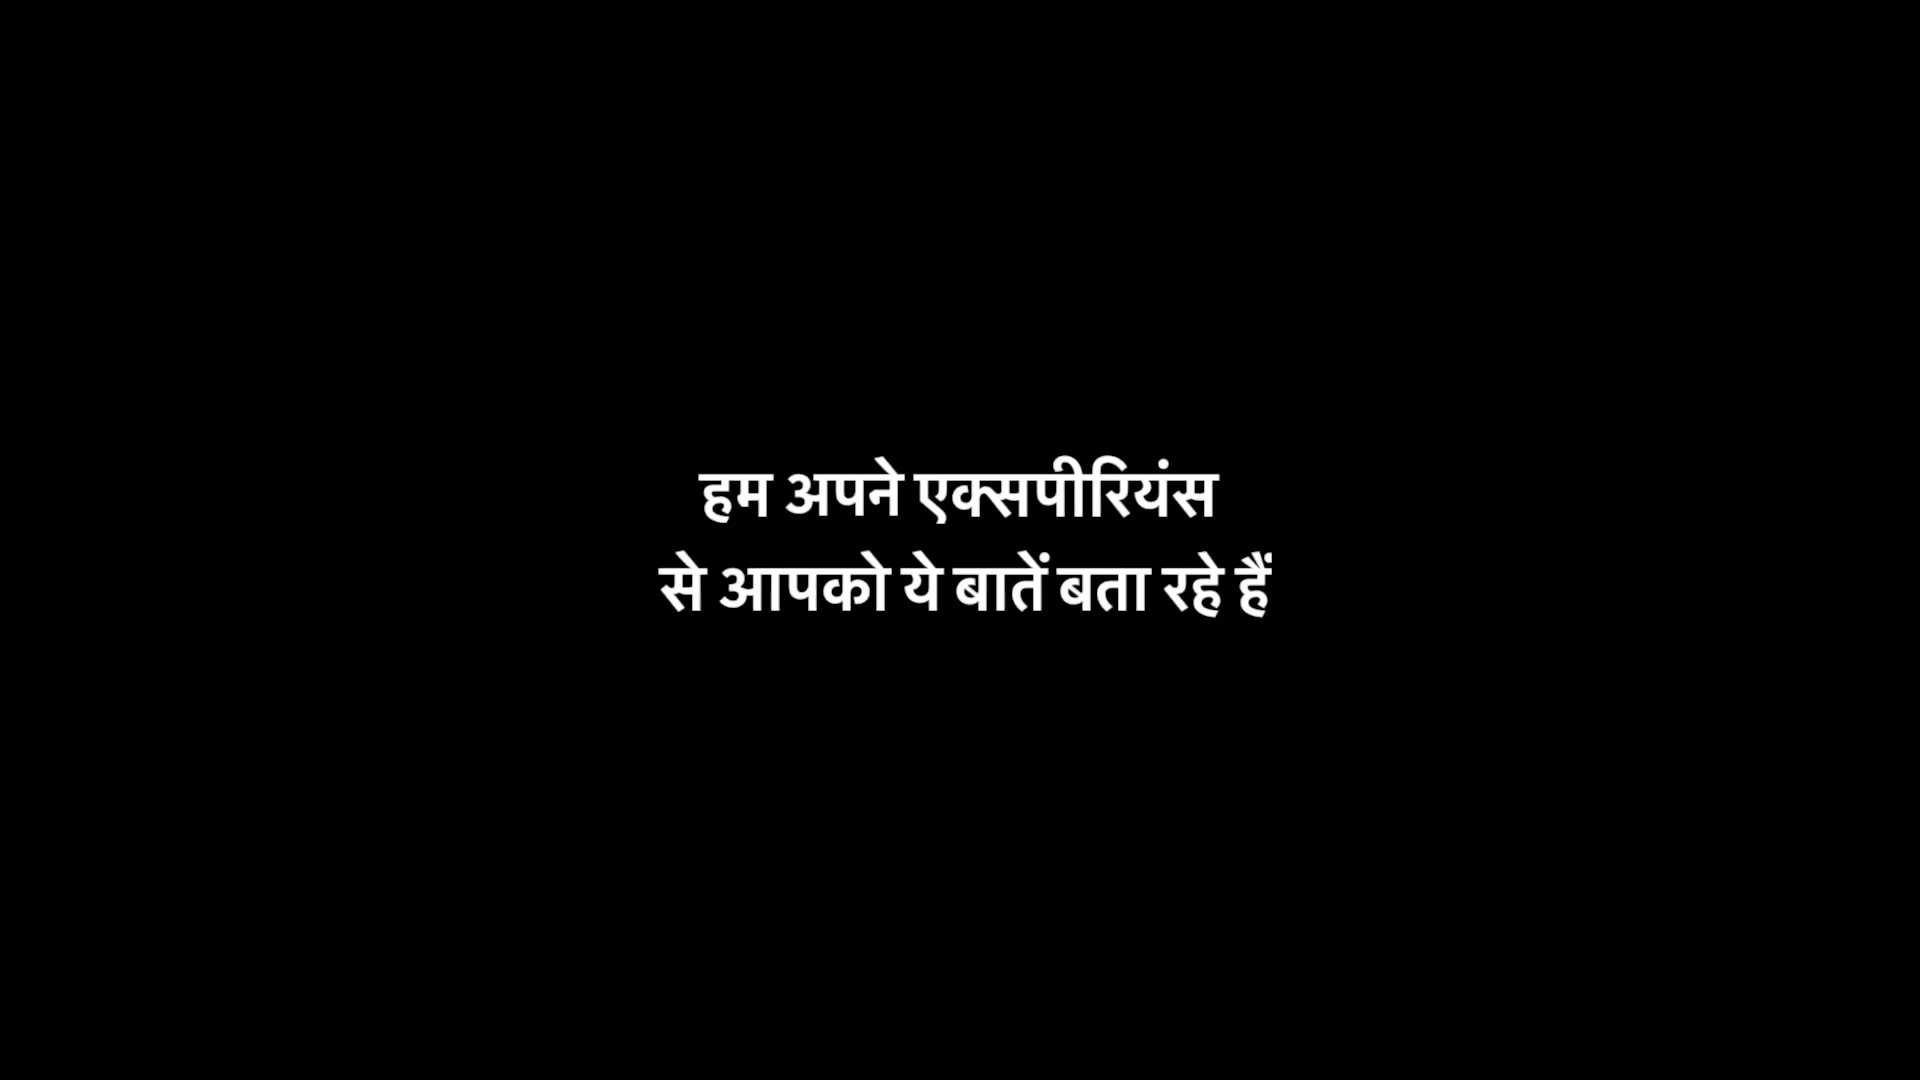 हम अपने एक्सपीरियंस
से आपको ये बातें बता रहे हैं